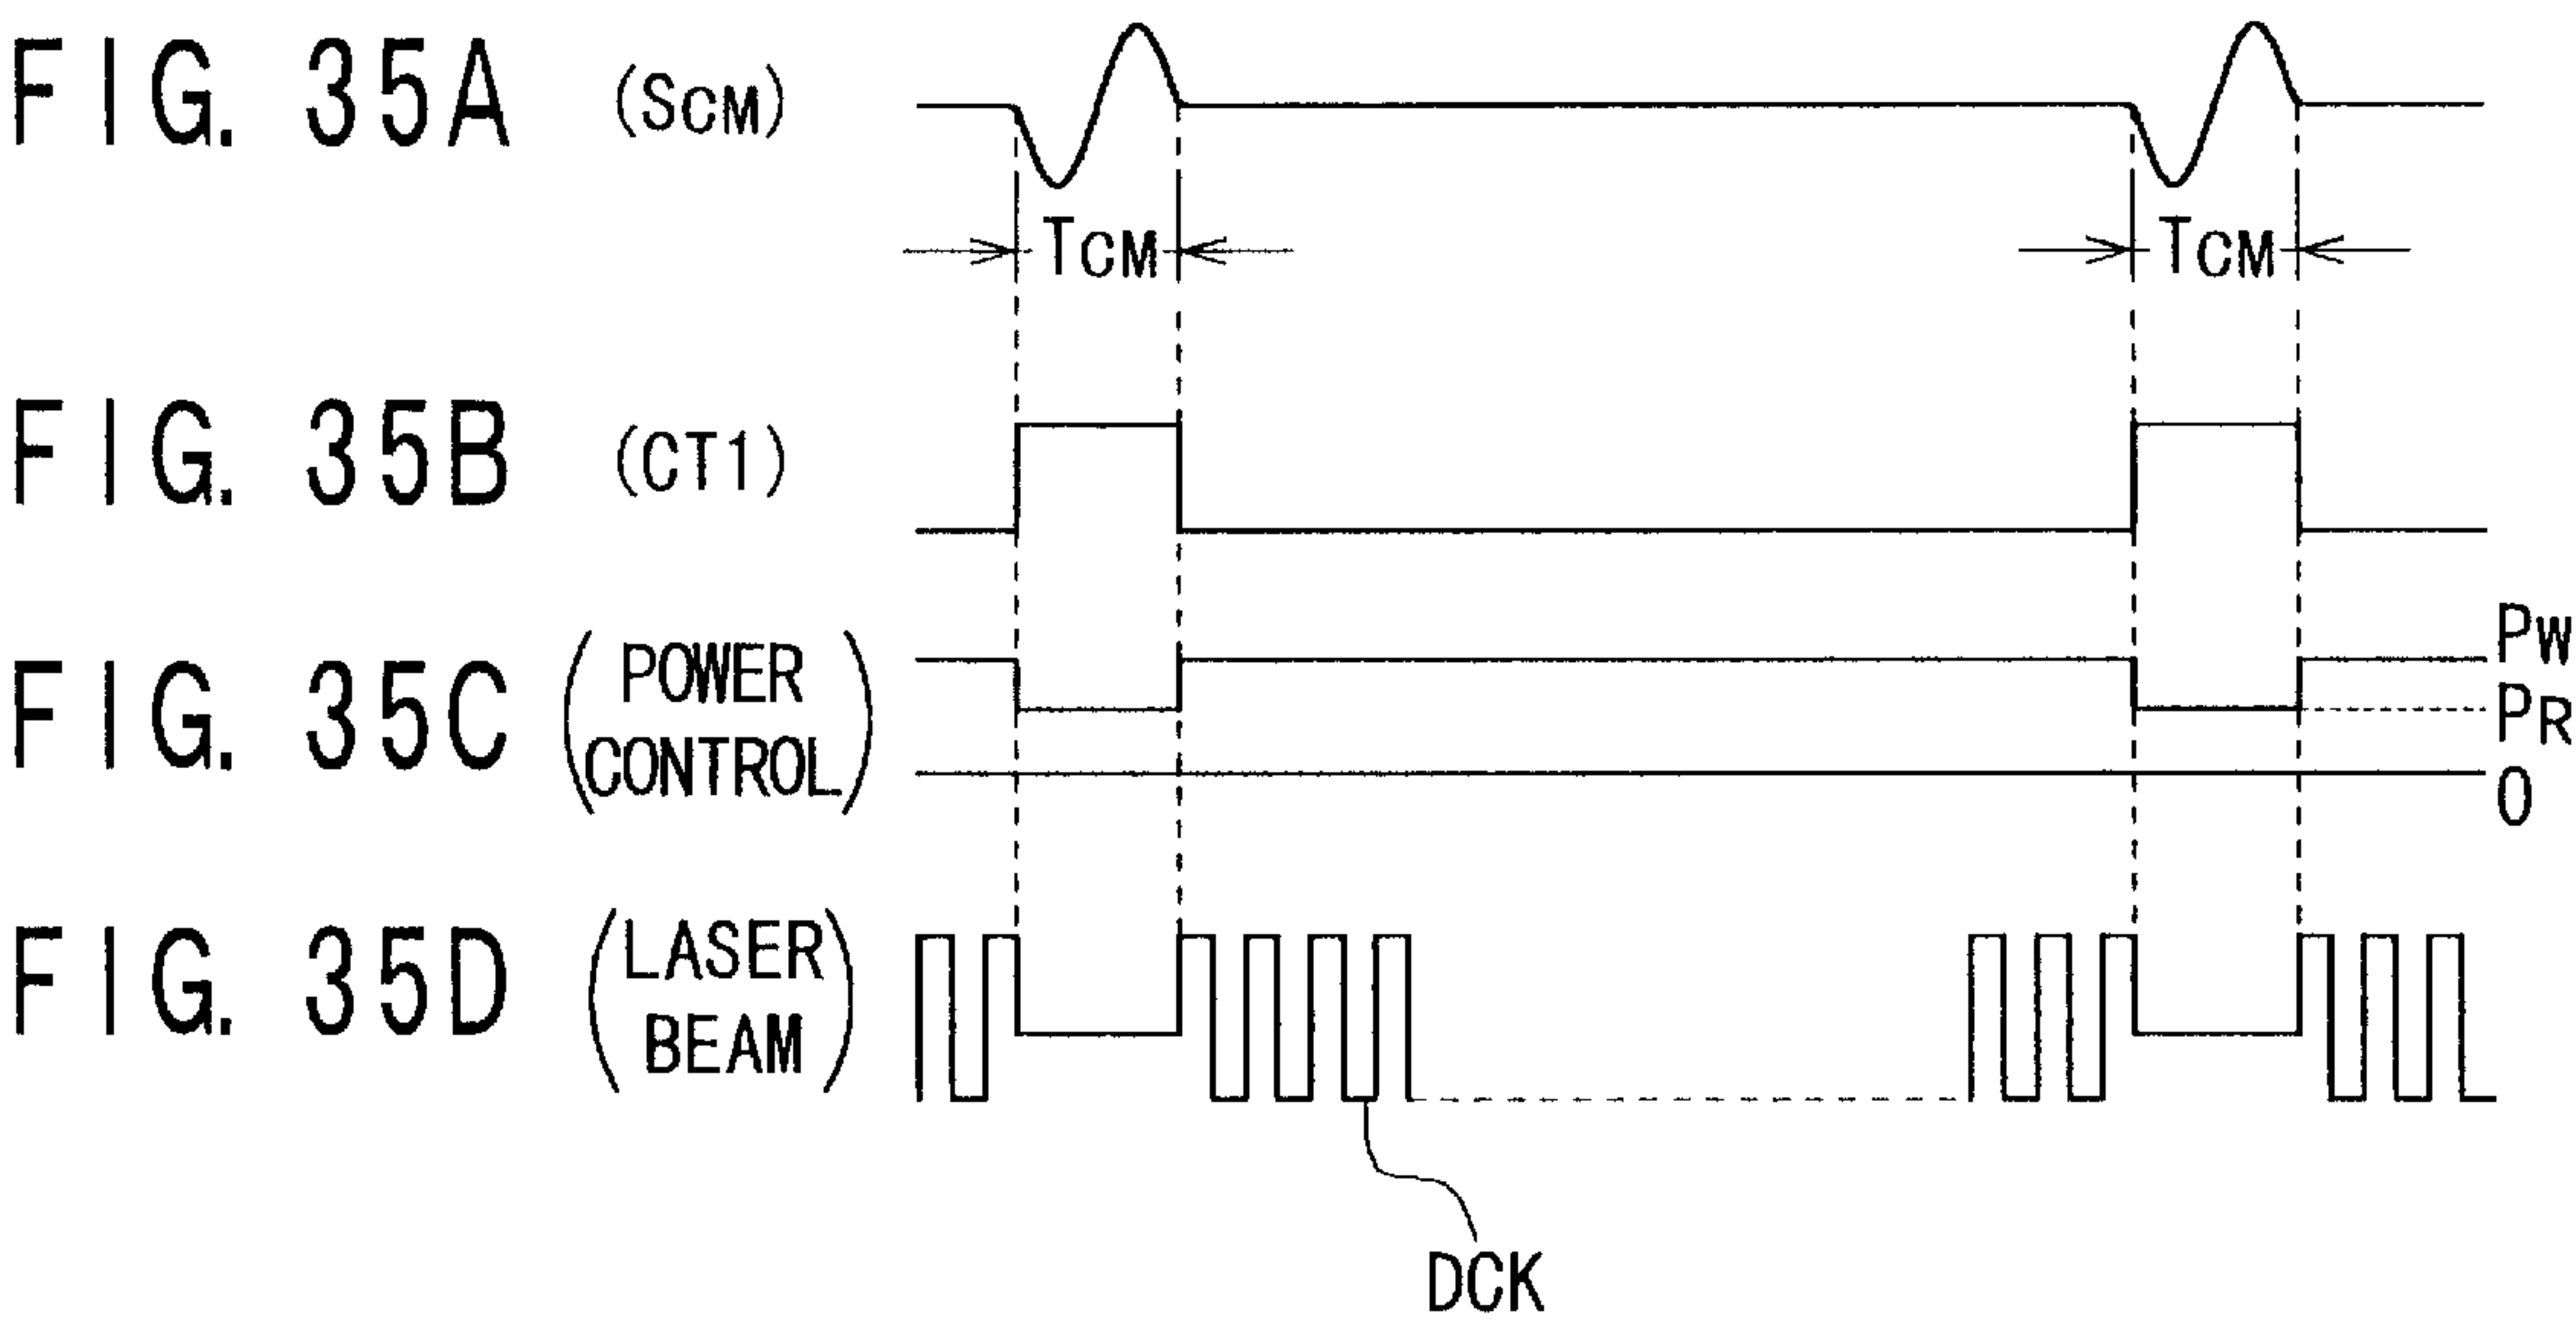 FIG. 35A (SCM)
TCM TCM
FIG. 35B (CT1)
FIG. 35C (POWER CONTROL)
PW
PR
0
FIG. 35D (LASER BEAM)
DCK